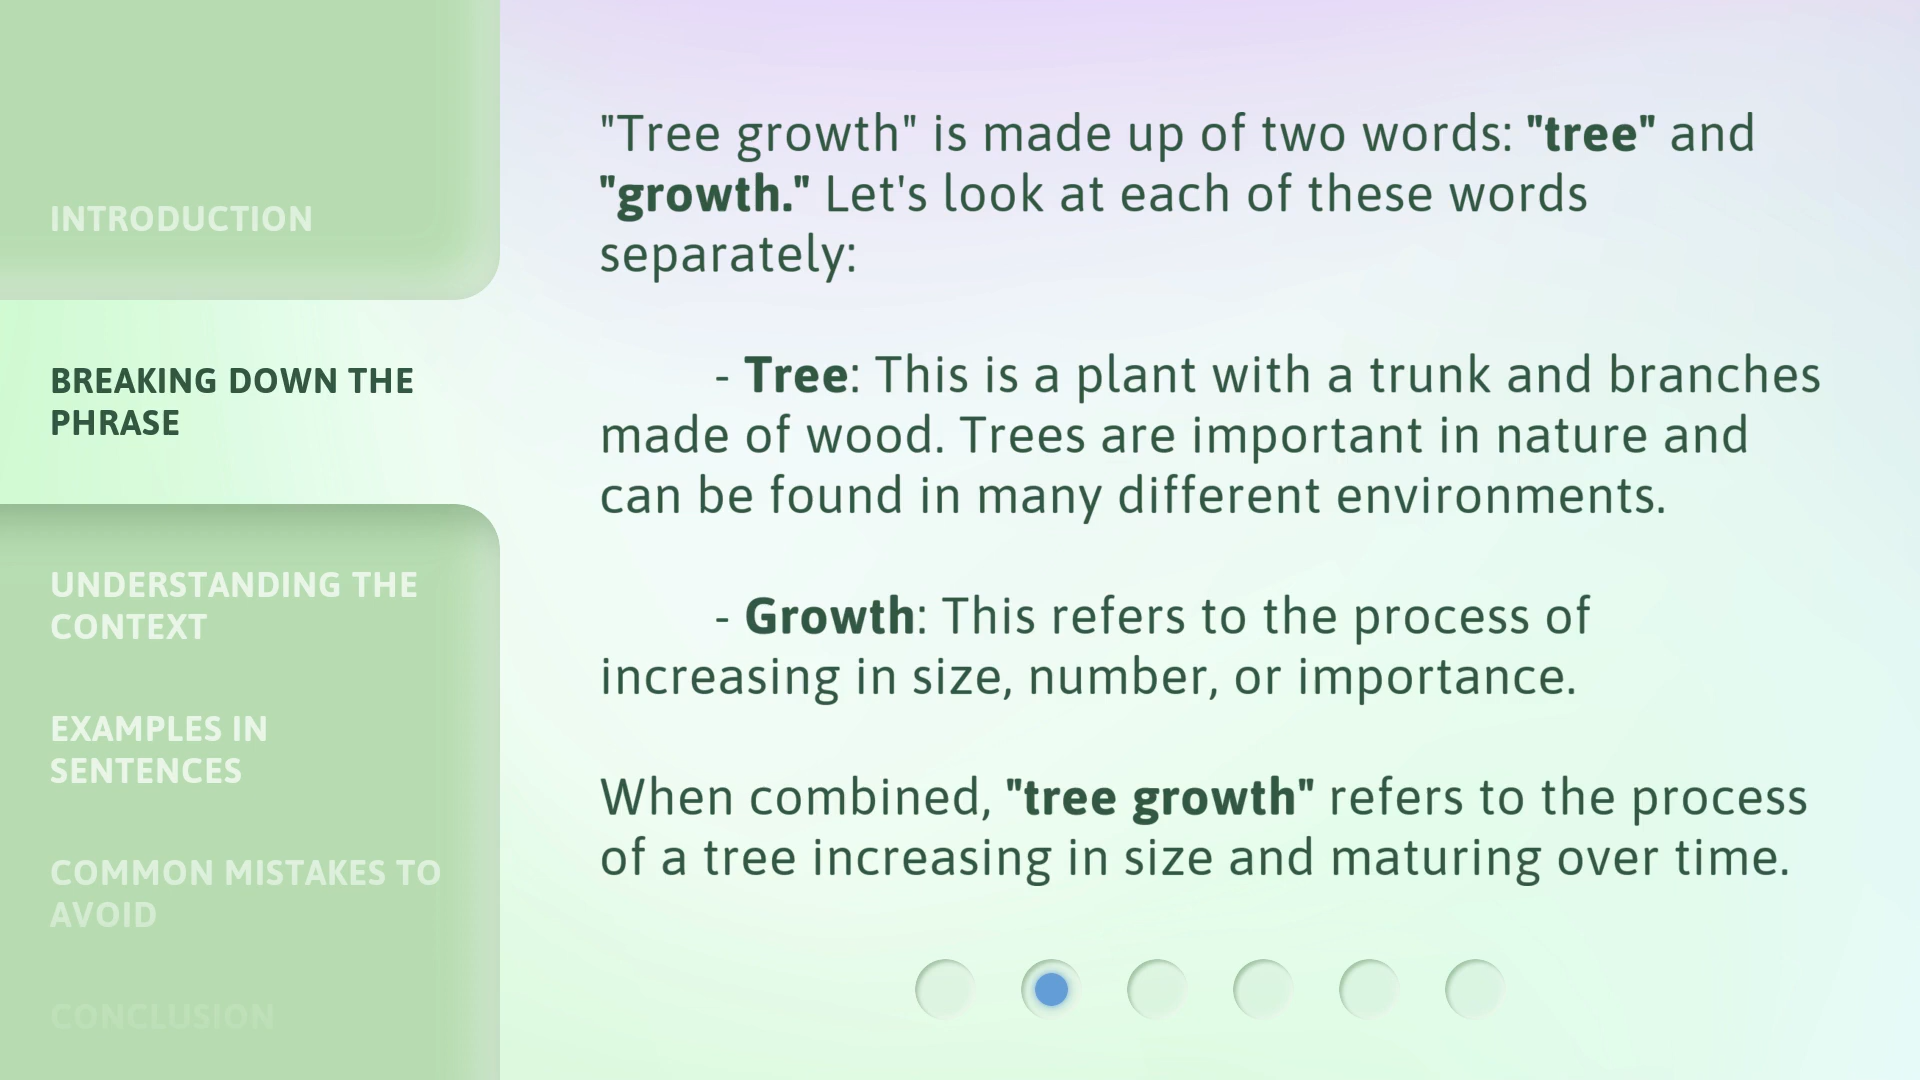 INTRODUCTION
BREAKING DOWN THE
PHRASE
UNDERSTANDING THE
CONTEXT
EXAMPLES IN
SENTENCES
COMMON MISTAKES TO
AVOID
CONCLUSION
"Tree growth" is made up of two words: "tree" and
"growth." Let's look at each of these words
separately:
- Tree: This is a plant with a trunk and branches
made of wood. Trees are important in nature and
can be found in many different environments.
- Growth: This refers to the process of
increasing in size, number, or importance.
When combined, "tree growth" refers to the process
of a tree increasing in size and maturing over time.